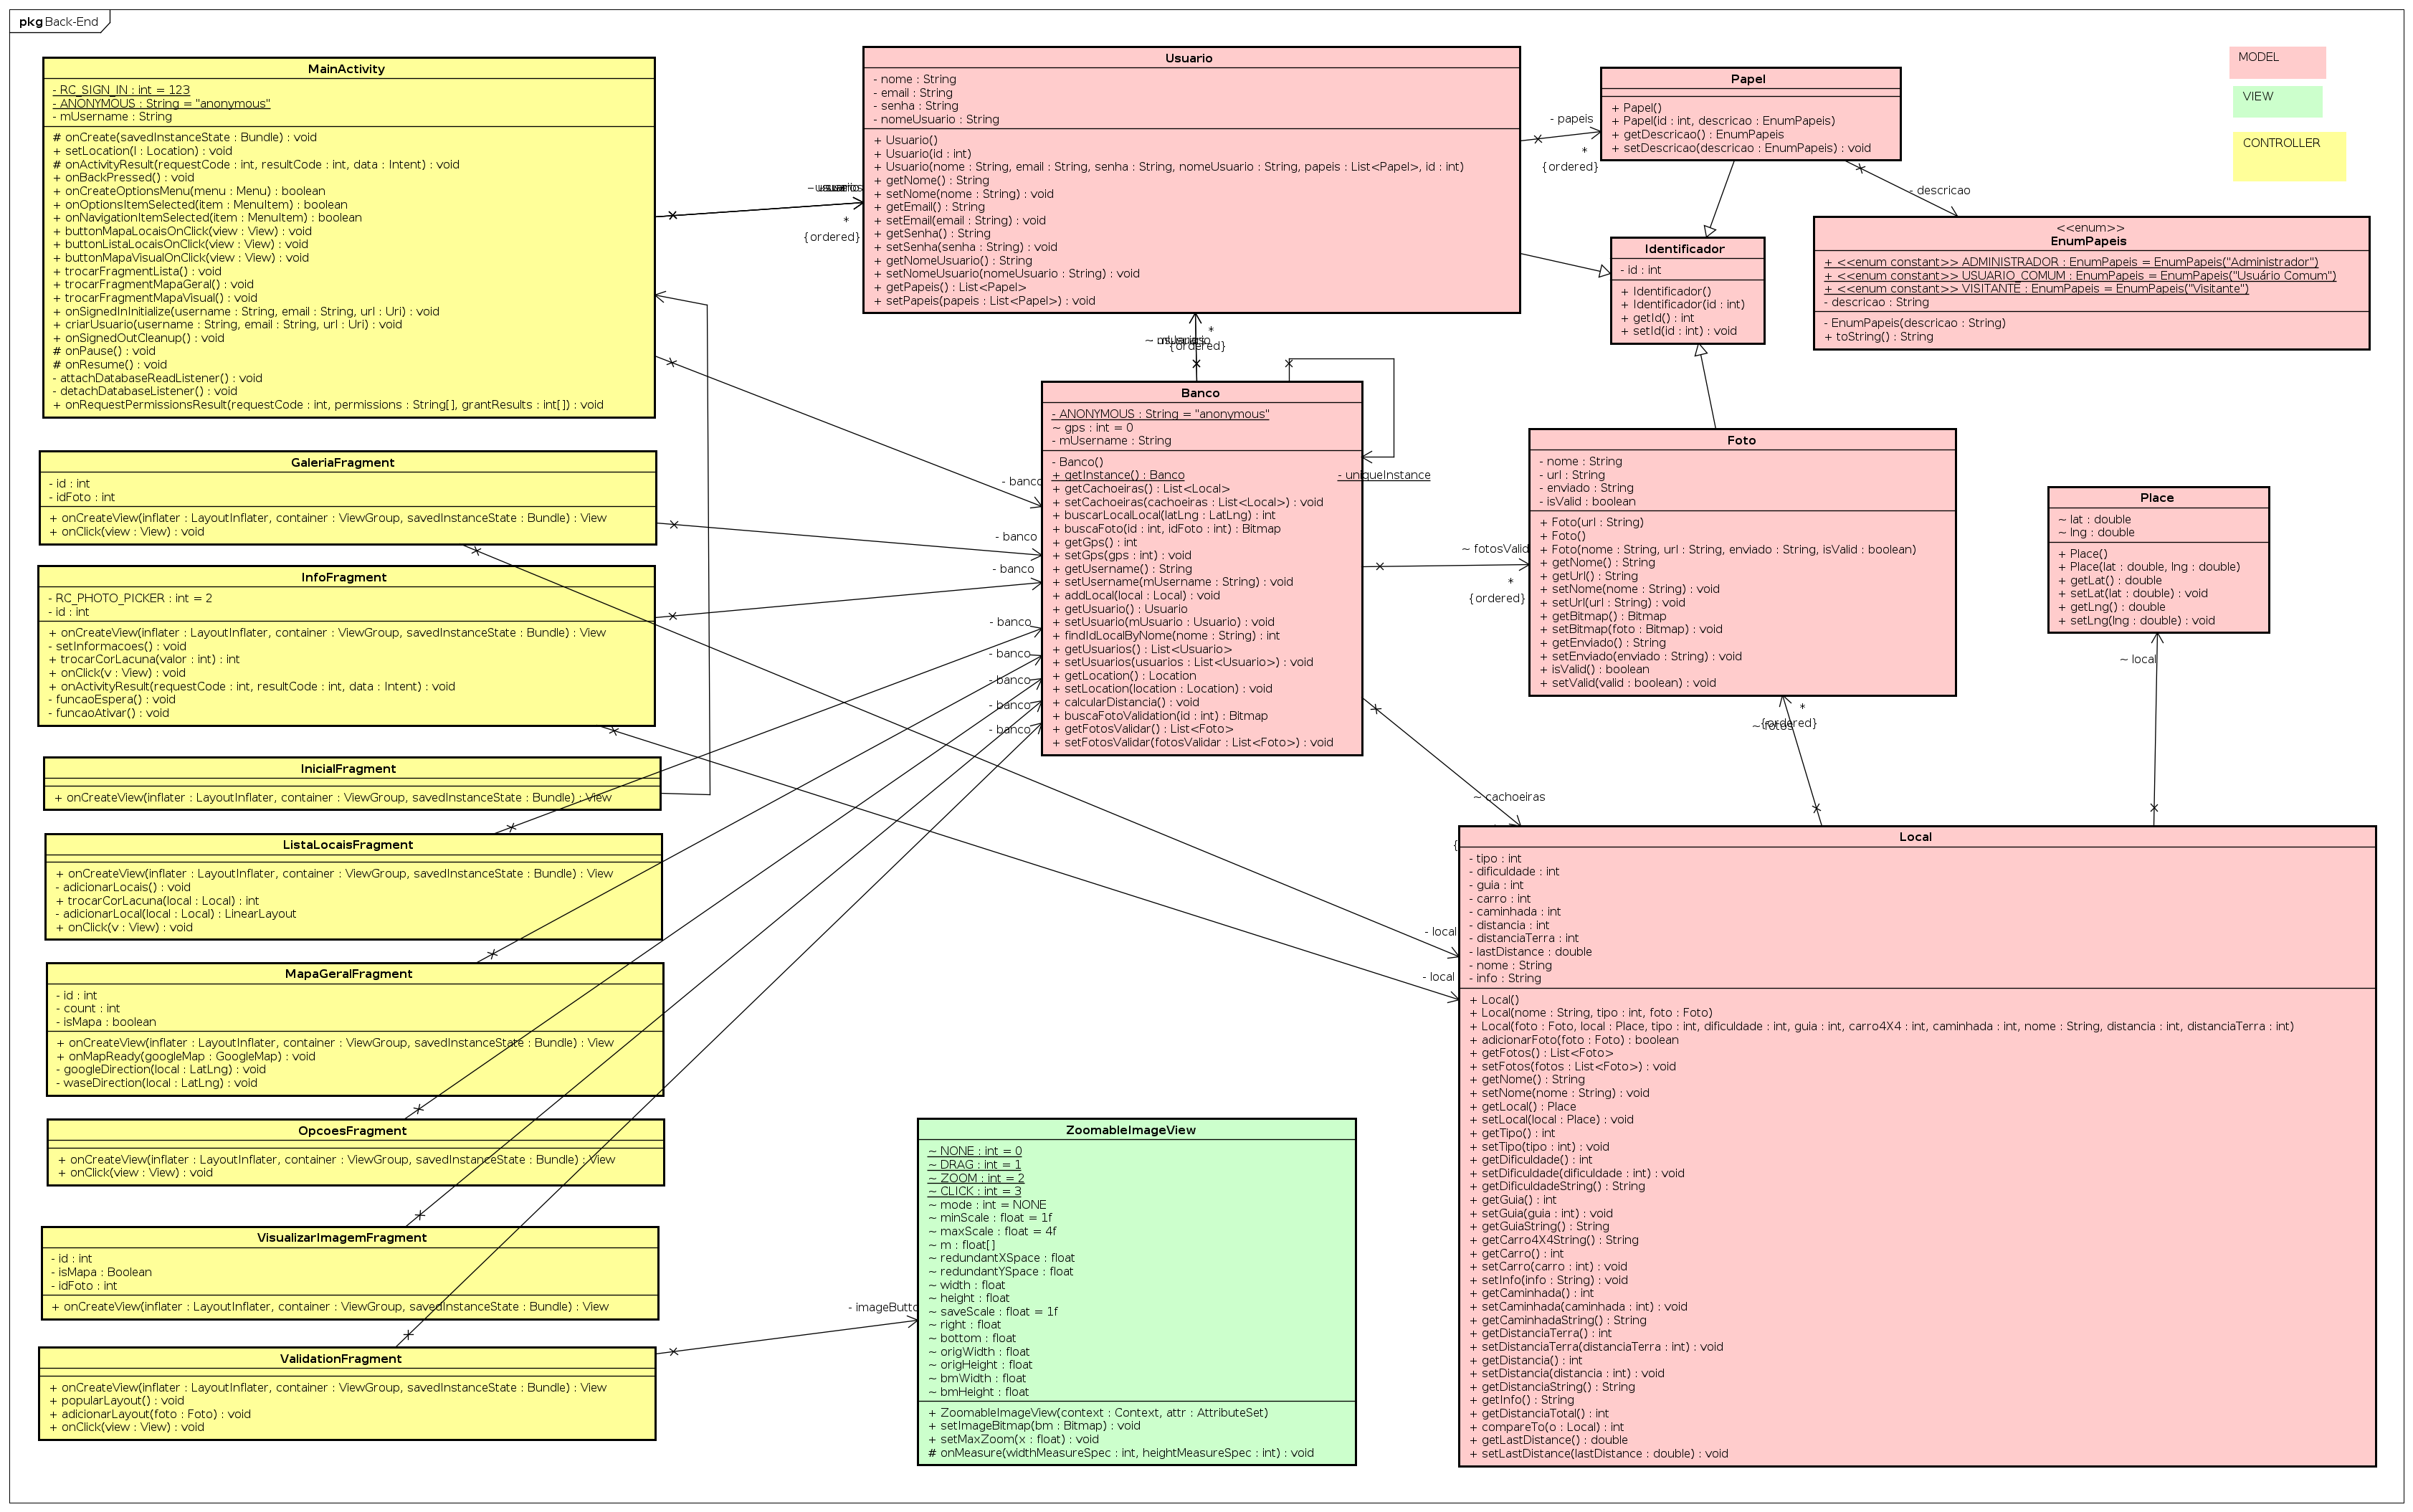 pkg Back-End
MainActivity
- RC_SIGN_IN : int = 123
- ANONYMOUS : String = "anonymous"
- mUsername : String
# onCreate(savedInstanceState : Bundle) : void
+ setLocation(l : Location) : void
# onActivityResult(requestCode : int, resultCode : int, data : Intent) : void
+ onBackPressed() : void
+ onCreateOptionsMenu(menu : Menu) : boolean
+ onOptionsItemSelected(item : MenuItem) : boolean
+ onNavigationItemSelected(item : MenuItem) : boolean
+ buttonMapaLocaisOnClick(view : View) : void
+ buttonListaLocaisOnClick(view : View) : void
+ buttonMapaVisualOnClick(view : View) : void
+ trocarFragmentLista() : void
+ trocarFragmentMapaGeral() : void
+ trocarFragmentMapaVisual() : void
+ onSignedInInitialize(username : String, email : String, url : Uri) : void
+ criarUsuario(username : String, email : String, url : Uri) : void
+ onSignedOutCleanup() : void
# onPause() : void
# onResume() : void
- attachDatabaseReadListener() : void
- detachDatabaseListener() : void
+ onRequestPermissionsResult(requestCode : int, permissions : String[], grantResults : int[]) : void
*
{ordered}
Usuario
- nome : String
- email : String
- senha : String
- nomeUsuario : String
+ Usuario()
+ Usuario(id : int)
+ Usuario(nome : String, email : String, senha : String, nomeUsuario : String, papeis : List<Papel>, id : int)
+ getNome() : String
+ setNome(nome : String) : void
+ getEmail() : String
+ setEmail(email : String) : void
+ getSenha() : String
+ setSenha(senha : String) : void
+ getNomeUsuario() : String
+ setNomeUsuario(nomeUsuario : String) : void
+ getPapeis() : List<Papel>
+ setPapeis(papeis : List<Papel>) : void
- papeis
*
{ordered}
Papel
+ Papel()
+ Papel(id : int, descricao : EnumPapeis)
+ getDescricao() : EnumPapeis
+ setDescricao(descricao : EnumPapeis) : void
- descricao
MODEL
VIEW
CONTROLLER
Identificador
- id : int
+ Identificador()
+ Identificador(id : int)
+ getId() : int
+ setId(id : int) : void
<<enum>>
EnumPapeis
+ <<enum constant>> ADMINISTRADOR : EnumPapeis = EnumPapeis("Administrador")
+ <<enum constant>> USUARIO_COMUM : EnumPapeis = EnumPapeis("Usuário Comum")
+ <<enum constant>> VISITANTE : EnumPapeis = EnumPapeis("Visitante")
- descricao : String
- EnumPapeis(descricao : String)
+ toString() : String
*
{ordered}
Banco
- ANONYMOUS : String = "anonymous"
~ gps : int = 0
- mUsername : String
- Banco()
+ getInstance() : Banco
+ getCachoeiras() : List<Local>
+ setCachoeiras(cachoeiras : List<Local>) : void
+ buscarLocalLocal(latLng : LatLng) : int
+ buscaFoto(id : int, idFoto : int) : Bitmap
+ getGps() : int
+ setGps(gps : int) : void
+ getUsername() : String
+ setUsername(mUsername : String) : void
+ addLocal(local : Local) : void
+ getUsuario() : Usuario
+ setUsuario(mUsuario : Usuario) : void
+ findIdLocalByNome(nome : String) : int
+ getUsuarios() : List<Usuario>
+ setUsuarios(usuarios : List<Usuario>) : void
+ getLocation() : Location
+ setLocation(location : Location) : void
+ calcularDistancia() : void
+ buscaFotoValidation(id : int) : Bitmap
+ getFotosValidar() : List<Foto>
+ setFotosValidar(fotosValidar : List<Foto>) : void
- uniqueInstance
~ fotosValid
*
{ordered}
~ cachoeiras
{
- banco
- banco
- banco
- banco
- banco
- banco
- banco
- banco
Foto
- nome : String
- url : String
- enviado : String
- isValid : boolean
+ Foto(url : String)
+ Foto()
+ Foto(nome : String, url : String, enviado : String, isValid : boolean)
+ getNome() : String
+ getUrl() : String
+ setNome(nome : String) : void
+ setUrl(url : String) : void
+ getBitmap() : Bitmap
+ setBitmap(foto : Bitmap) : void
+ getEnviado() : String
+ setEnviado(enviado : String) : void
+ isValid() : boolean
+ setValid(valid : boolean) : void
*
{ordered}
~ fotos
Place
~ lat : double
~ lng : double
+ Place()
+ Place(lat : double, lng : double)
+ getLat() : double
+ setLat(lat : double) : void
+ getLng() : double
+ setLng(lng : double) : void
~ local
GaleriaFragment
- id : int
- idFoto : int
+ onCreateView(inflater : LayoutInflater, container : ViewGroup, savedInstanceState : Bundle) : View
+ onClick(view : View) : void
InfoFragment
- RC_PHOTO_PICKER : int = 2
- id : int
+ onCreateView(inflater : LayoutInflater, container : ViewGroup, savedInstanceState : Bundle) : View
- setInformacoes() : void
+ trocarCorLacuna(valor : int) : int
+ onClick(v : View) : void
+ onActivityResult(requestCode : int, resultCode : int, data : Intent) : void
- funcaoEspera() : void
- funcaoAtivar() : void
InicialFragment
+ onCreateView(inflater : LayoutInflater, container : ViewGroup, savedInstanceState : Bundle) : View
ListaLocaisFragment
+ onCreateView(inflater : LayoutInflater, container : ViewGroup, savedInstanceState : Bundle) : View
- adicionarLocais() : void
+ trocarCorLacuna(local : Local) : int
- adicionarLocal(local : Local) : LinearLayout
+ onClick(v : View) : void
MapaGeralFragment
- id : int
- count : int
- isMapa : boolean
+ onCreateView(inflater : LayoutInflater, container : ViewGroup, savedInstanceState : Bundle) : View
+ onMapReady(googleMap : GoogleMap) : void
- googleDirection(local : LatLng) : void
- waseDirection(local : LatLng) : void
OpcoesFragment
+ onCreateView(inflater : LayoutInflater, container : ViewGroup, savedInstanceState : Bundle) : View
+ onClick(view : View) : void
VisualizarImagemFragment
- id : int
- isMapa : Boolean
- idFoto : int
+ onCreateView(inflater : LayoutInflater, container : ViewGroup, savedInstanceState : Bundle) : View
ValidationFragment
+ onCreateView(inflater : LayoutInflater, container : ViewGroup, savedInstanceState : Bundle) : View
+ popularLayout() : void
+ adicionarLayout(foto : Foto) : void
+ onClick(view : View) : void
- imageButto
ZoomableImageView
~ NONE : int = 0
~ DRAG : int = 1
~ ZOOM : int = 2
~ CLICK : int = 3
~ mode : int = NONE
~ minScale : float = 1f
~ maxScale : float = 4f
~ m : float[]
~ redundantXSpace : float
~ redundantYSpace : float
~ width : float
~ height : float
~ saveScale : float = 1f
~ right : float
~ bottom : float
~ origWidth : float
~ origHeight : float
~ bmWidth : float
~ bmHeight : float
+ ZoomableImageView(context : Context, attr : AttributeSet)
+ setImageBitmap(bm : Bitmap) : void
+ setMaxZoom(x : float) : void
# onMeasure(widthMeasureSpec : int, heightMeasureSpec : int) : void
- local
- local
Local
- tipo : int
- dificuldade : int
- guia : int
- carro : int
- caminhada : int
- distancia : int
- distanciaTerra : int
- lastDistance : double
- nome : String
- info : String
+ Local()
+ Local(nome : String, tipo : int, foto : Foto)
+ Local(foto : Foto, local : Place, tipo : int, dificuldade : int, guia : int, carro4X4 : int, caminhada : int, nome : String, distancia : int, distanciaTerra : int)
+ adicionarFoto(foto : Foto) : boolean
+ getFotos() : List<Foto>
+ setFotos(fotos : List<Foto>) : void
+ getNome() : String
+ setNome(nome : String) : void
+ getLocal() : Place
+ setLocal(local : Place) : void
+ getTipo() : int
+ setTipo(tipo : int) : void
+ getDificuldade() : int
+ setDificuldade(dificuldade : int) : void
+ getDificuldadeString() : String
+ getGuia() : int
+ setGuia(guia : int) : void
+ getGuiaString() : String
+ getCarro4X4String() : String
+ getCarro() : int
+ setCarro(carro : int) : void
+ setInfo(info : String) : void
+ getCaminhada() : int
+ setCaminhada(caminhada : int) : void
+ getCaminhadaString() : String
+ getDistanciaTerra() : int
+ setDistanciaTerra(distanciaTerra : int) : void
+ getDistancia() : int
+ setDistancia(distancia : int) : void
+ getDistanciaString() : String
+ getInfo() : String
+ getDistanciaTotal() : int
+ compareTo(o : Local) : int
+ getLastDistance() : double
+ setLastDistance(lastDistance : double) : void